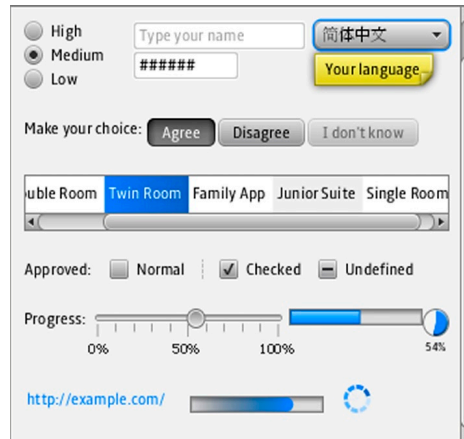 High
Type your name
简体中文
Medium
######
Your language
Low
Make your choice:
Agree
Disagree
I don't know
uble Room
Twin Room
Family App
Junior Suite
Single Room
Approved:
Normal
Checked
Undefined
Progress:
0%
50%
100%
54%
http://example.com/